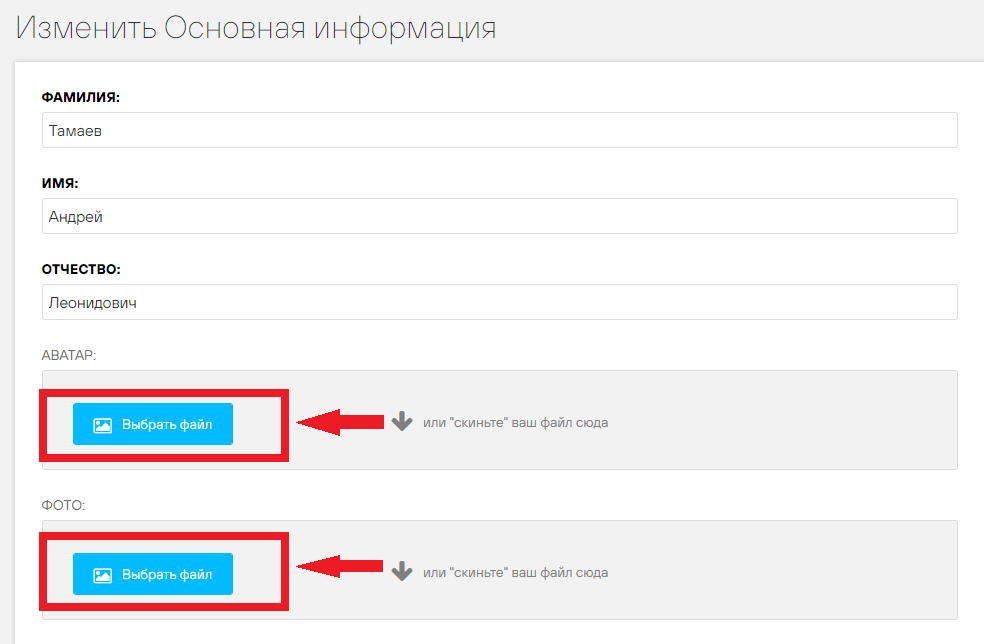 Изменить Основная информация
ФАМИЛИЯ:
Тамаев
ИМЯ:
Андрей
ОТЧЕСТВО:
Леонидович
АВАТАР:
Выбрать файл или "скиньте" ваш файл сюда
ФОТО:
Выбрать файл или "скиньте" ваш файл сюда